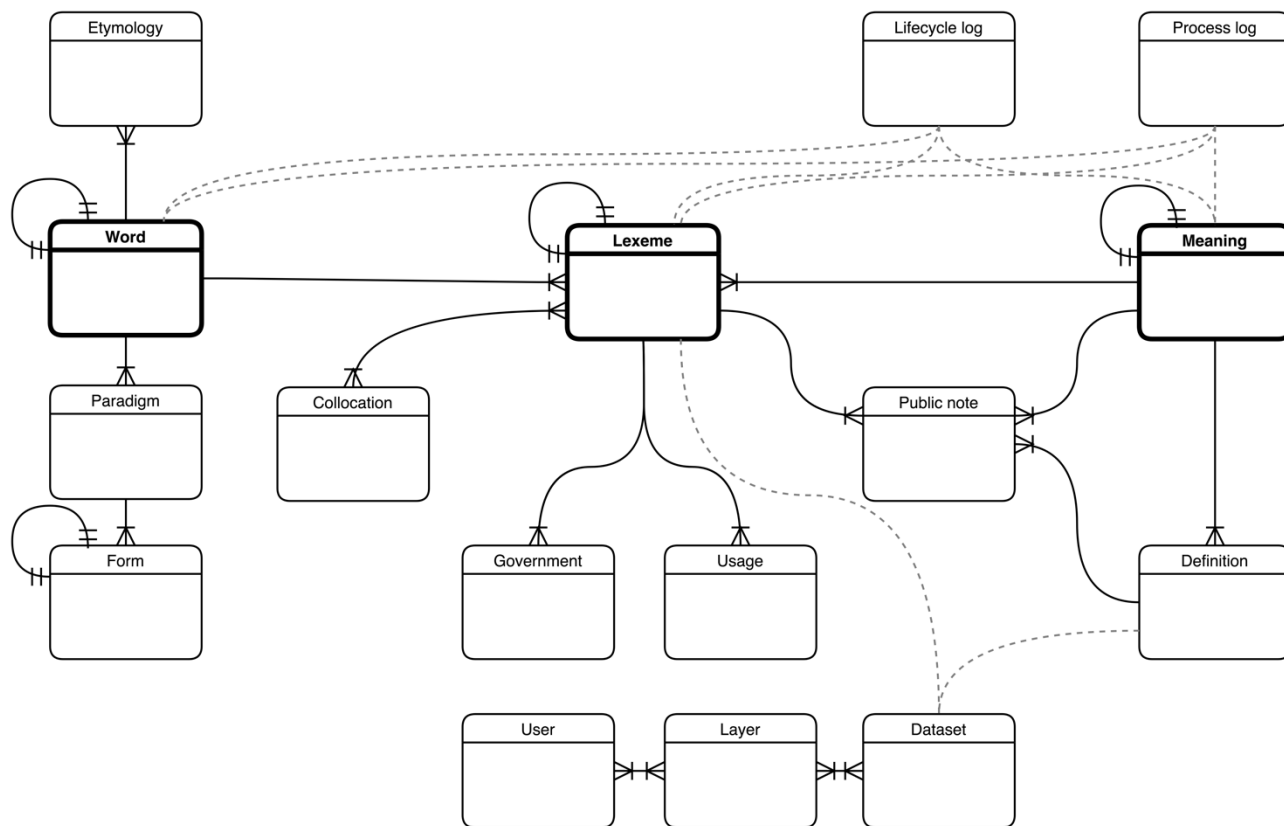 Etymology
Lifecycle log
Process log
Word
Lexeme
Meaning
Paradigm
Collocation
Public note
Form
Government
Usage
Definition
User
Layer
Dataset